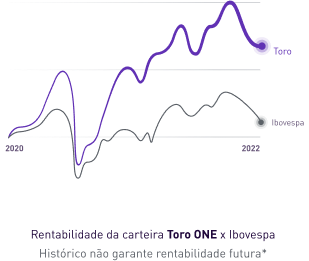 Toro
Ibovespa
2020
2022
Rentabilidade da carteira Toro ONE x Ibovespa
Histórico não garante rentabilidade futura*